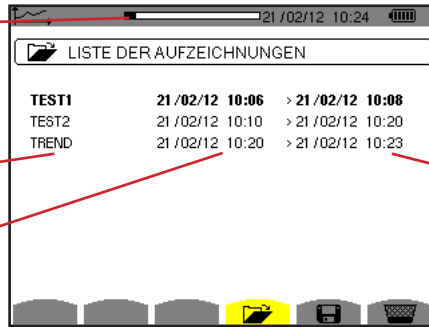 21/02/12 10:24
LISTE DER AUFZEICHNUNGEN
TEST1 21/02/12 10:06 > 21/02/12 10:08
TEST2 21/02/12 10:10 > 21/02/12 10:20
TREND 21/02/12 10:20 > 21/02/12 10:23